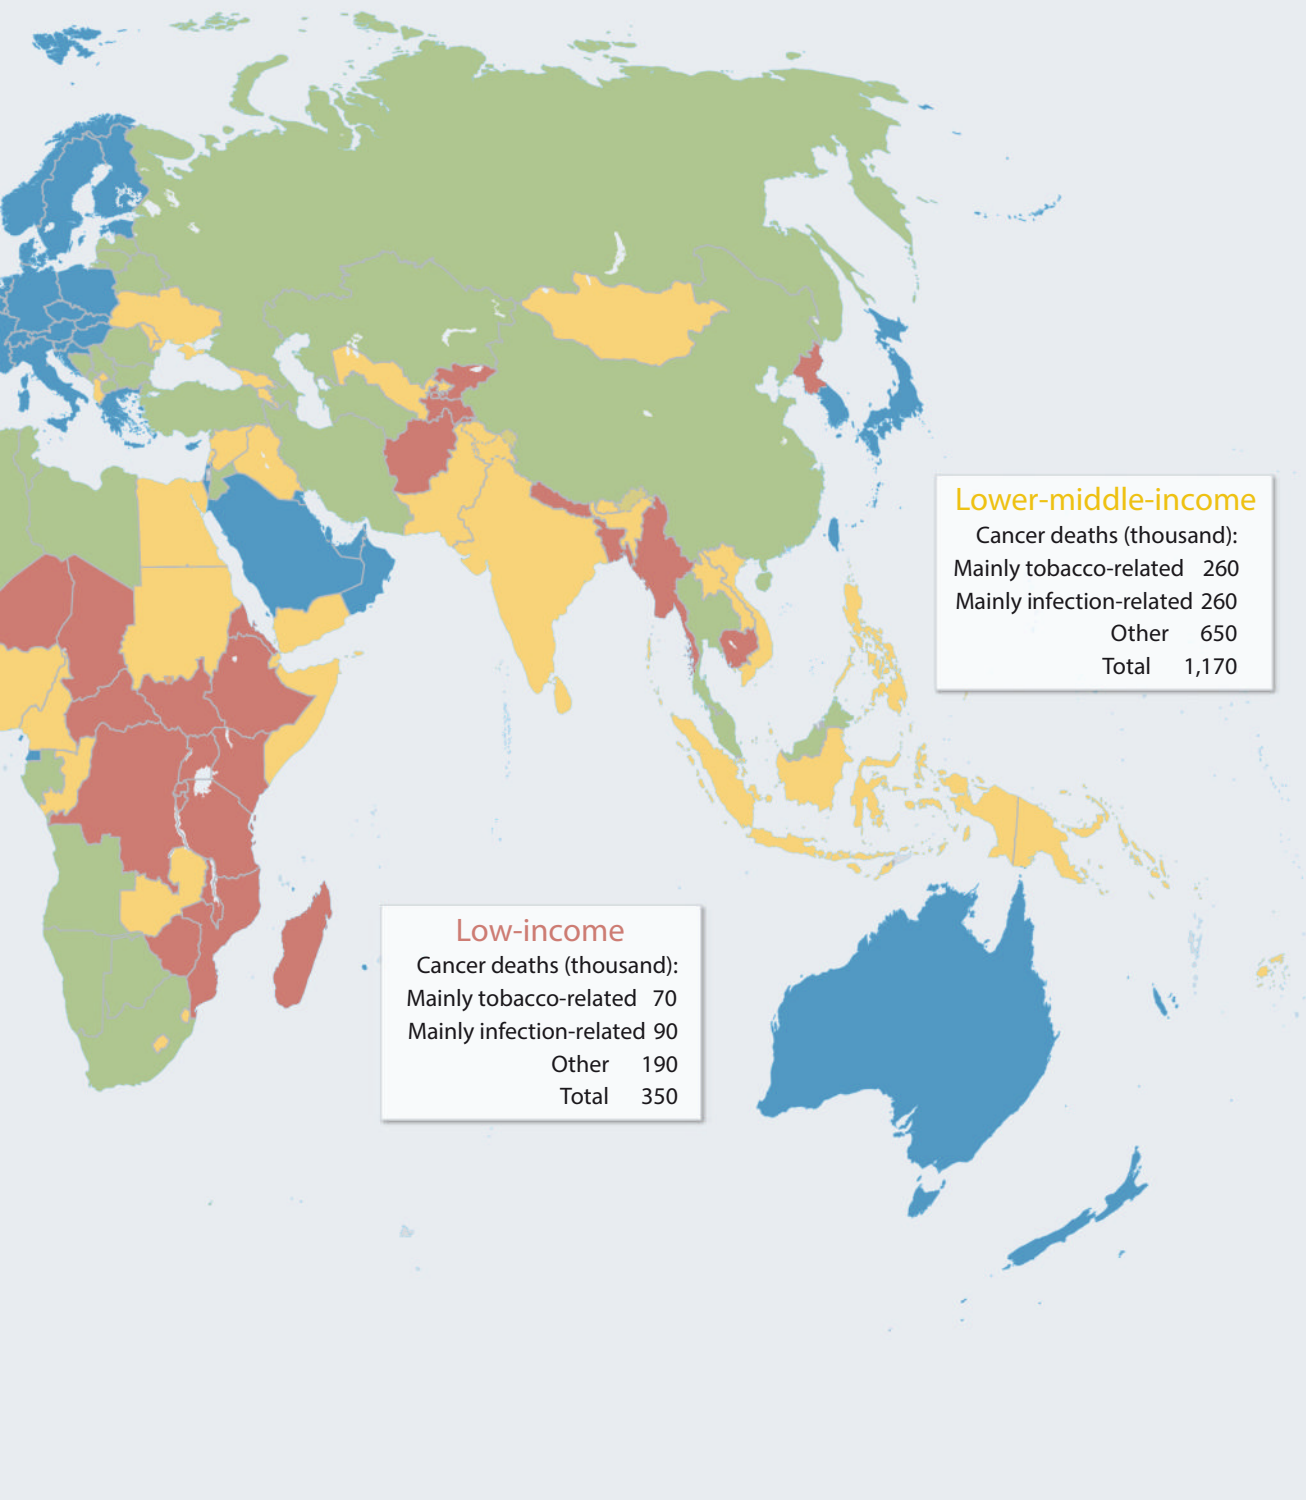 Lower-middle-income
Cancer deaths (thousand):
Mainly tobacco-related 260
Mainly infection-related 260
Other 650
Total 1,170
Low-income
Cancer deaths (thousand):
Mainly tobacco-related 70
Mainly infection-related 90
Other 190
Total 350